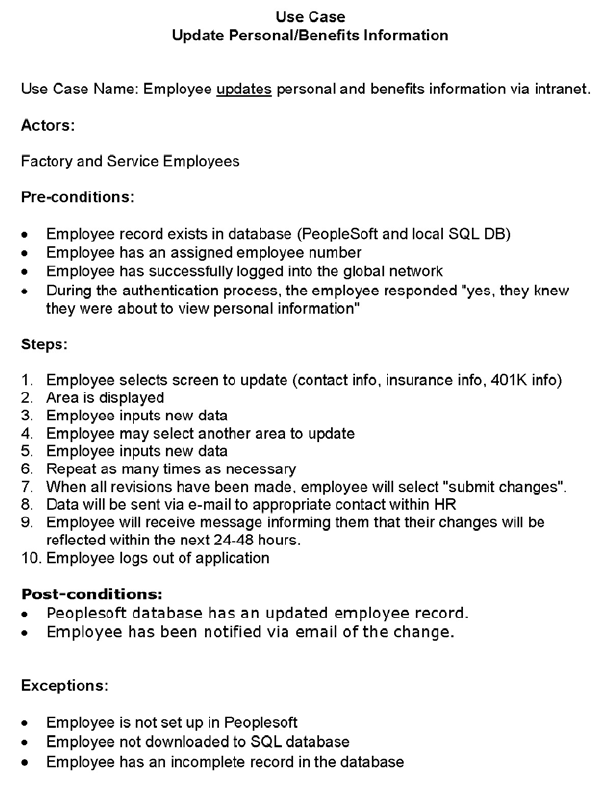 Use Case
Update Personal/Benefits Information
Use Case Name: Employee updates personal and benefits information via intranet.
Actors:
Factory and Service Employees
Pre-conditions:
• Employee record exists in database (PeopleSoft and local SQL DB)
• Employee has an assigned employee number
• Employee has successfully logged into the global network
• During the authentication process, the employee responded "yes, they knew
they were about to view personal information"
Steps:
1. Employee selects screen to update (contact info, insurance info, 401K info)
2. Area is displayed
3. Employee inputs new data
4. Employee may select another area to update
5. Employee inputs new data
6. Repeat as many times as necessary
7. When all revisions have been made, employee will select "submit changes".
8. Data will be sent via e-mail to appropriate contact within HR
9. Employee will receive message informing them that their changes will be
reflected within the next 24-48 hours.
10. Employee logs out of application
Post-conditions:
• Peoplesoft database has an updated employee record.
• Employee has been notified via email of the change.
Exceptions:
• Employee is not set up in Peoplesoft
• Employee not downloaded to SQL database
• Employee has an incomplete record in the database